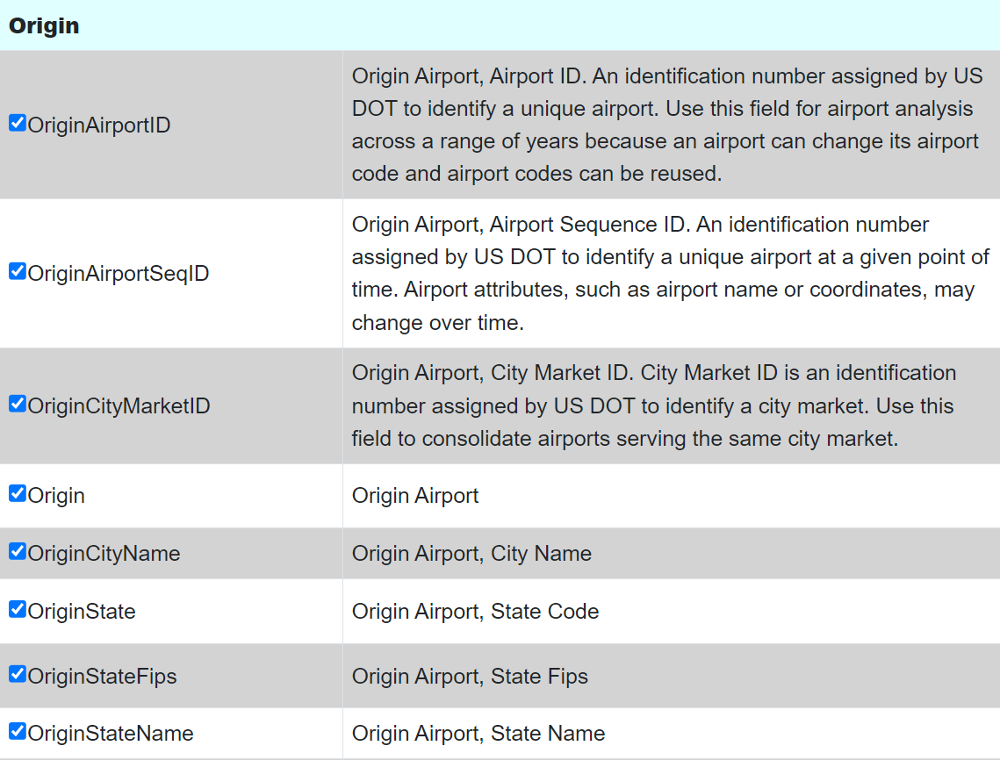 Origin
OriginAirportID
Origin Airport, Airport ID. An identification number assigned by US
DOT to identify a unique airport. Use this field for airport analysis
across a range of years because an airport can change its airport
code and airport codes can be reused.
OriginAirportSeqID
Origin Airport, Airport Sequence ID. An identification number
assigned by US DOT to identify a unique airport at a given point of
time. Airport attributes, such as airport name or coordinates, may
change over time.
OriginCityMarketID
Origin Airport, City Market ID. City Market ID is an identification
number assigned by US DOT to identify a city market. Use this
field to consolidate airports serving the same city market.
Origin
Origin Airport
OriginCityName
Origin Airport, City Name
OriginState
Origin Airport, State Code
OriginStateFips
Origin Airport, State Fips
OriginStateName
Origin Airport, State Name